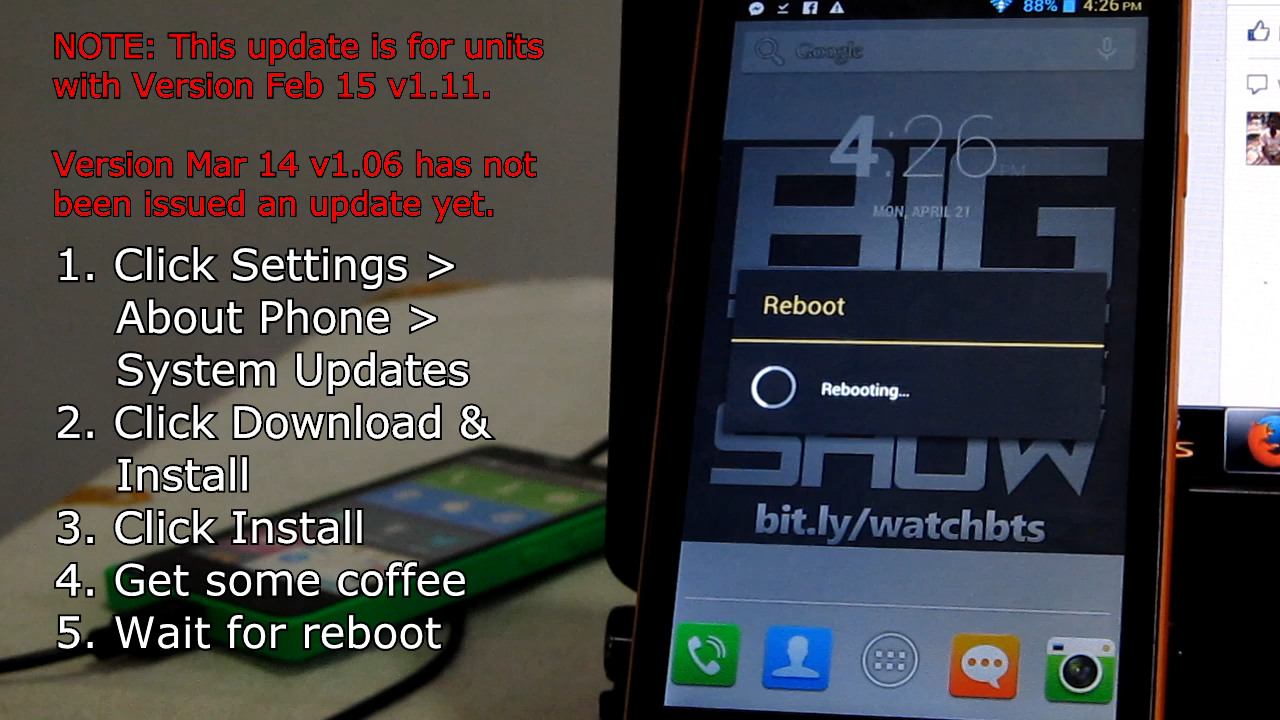 NOTE: This update is for units
with Version Feb 15 v1.11.
Version Mar 14 v1.06 has not
been issued an update yet.
1. Click Settings >
About Phone >
System Updates
2. Click Download &
Install
3. Click Install
4. Get some coffee
5. Wait for reboot
88% 4:26 PM
Google
4:26 PM
MON, APRIL 21
BIG
Reboot
Rebooting...
SHOW
bit.ly/watchbts